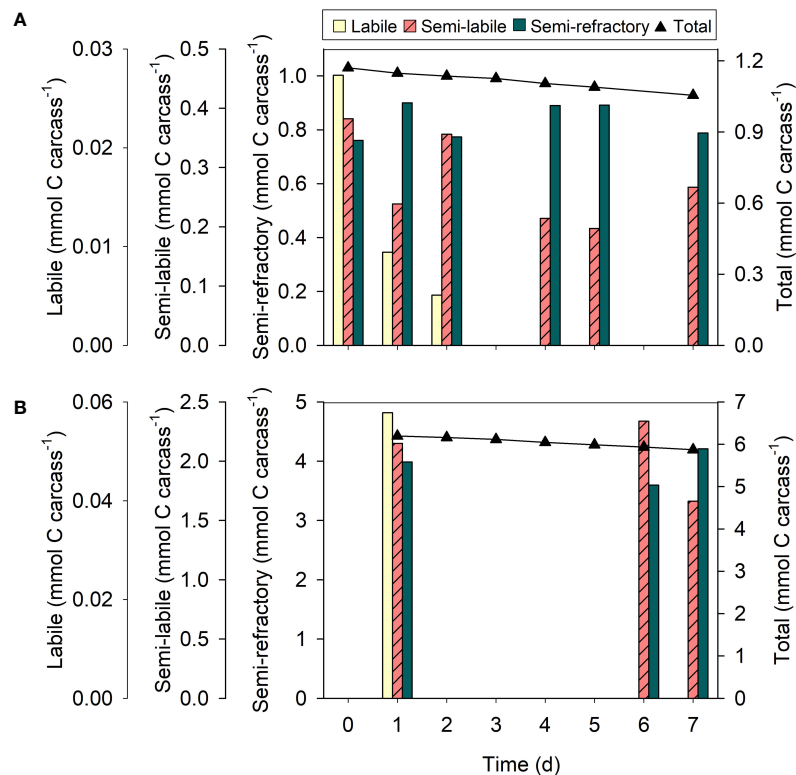 A
Labile Semi-labile Semi-refractory Total
0.03 0.5 1.2
1.0
0.4 0.9
0.02 0.8
0.3
0.6 0.6
0.2
0.01 0.4
0.3
0.1 0.2
0.00 0.0 0.0 0.0
Labile (mmol C carcass-1)
Semi-labile (mmol C carcass-1)
Semi-refractory (mmol C carcass-1)
Total (mmol C carcass-1)
B
0.06 2.5 5 7
6
2.0 4
0.04 5
1.5 3 4
3
0.02 1.0 2
2
0.5 1
1
0.00 0.0 0 0
Labile (mmol C carcass-1)
Semi-labile (mmol C carcass-1)
Semi-refractory (mmol C carcass-1)
Total (mmol C carcass-1)
0 1 2 3 4 5 6 7
Time (d)